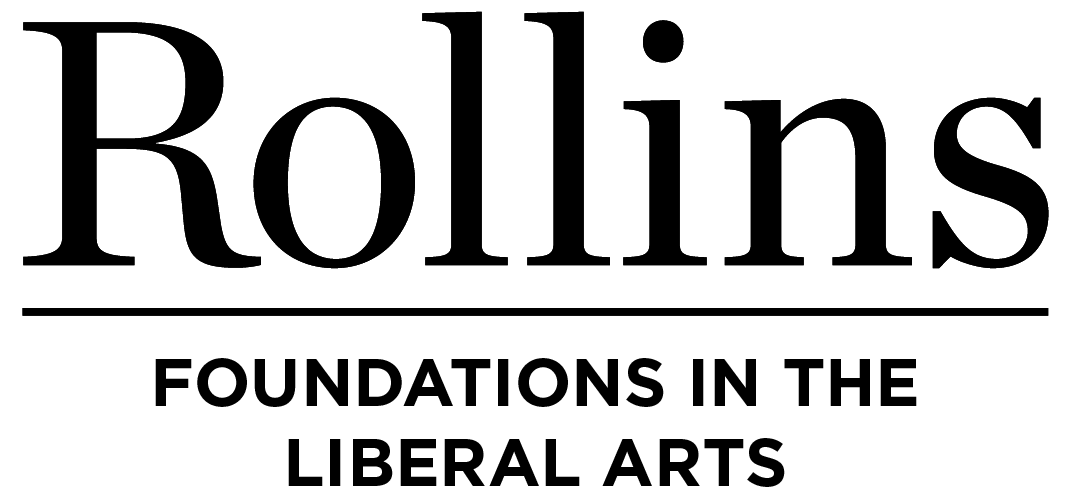 Rollins
FOUNDATIONS IN THE
LIBERAL ARTS